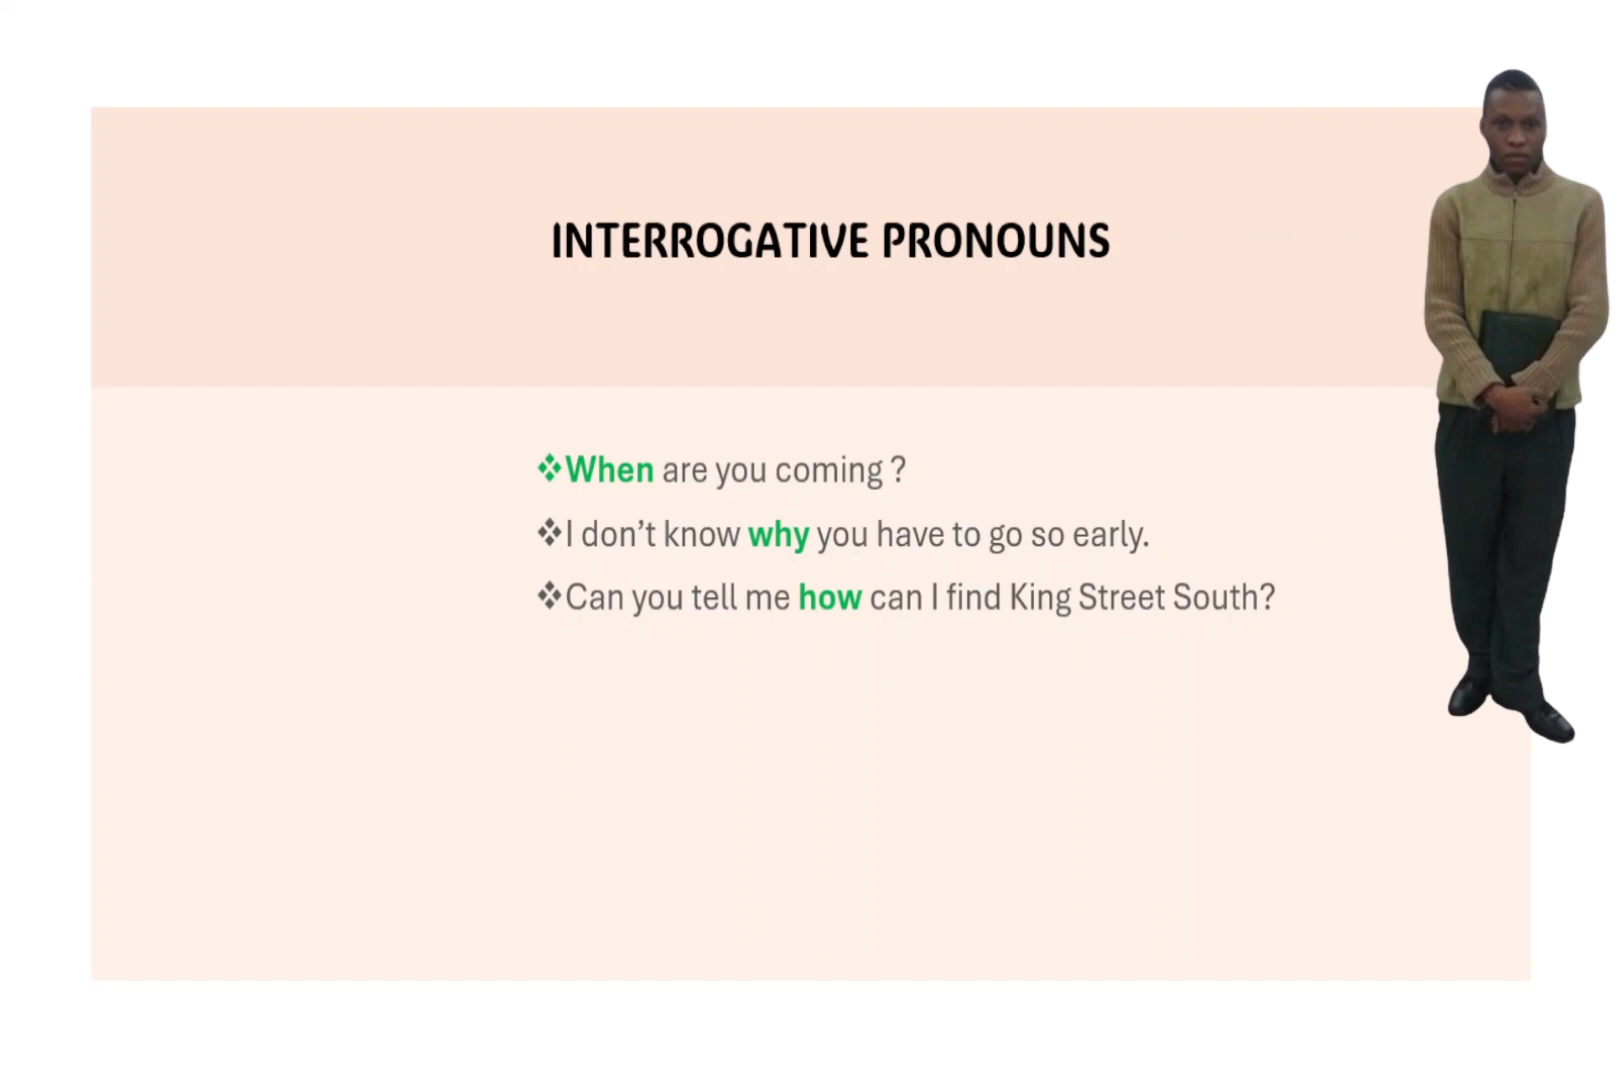 INTERROGATIVE PRONOUNS
❖When are you coming ?
❖I don’t know why you have to go so early.
❖Can you tell me how can I find King Street South?